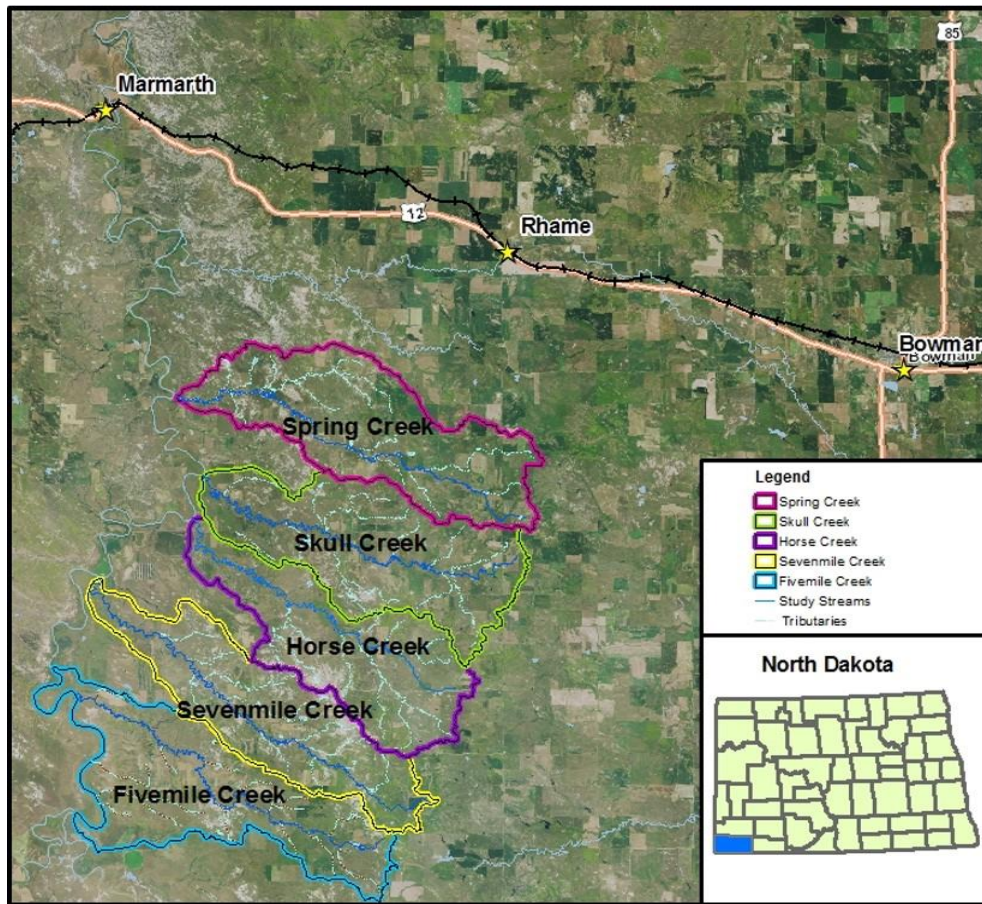 85
Marmarth
12
Rhame
Bowman
Bowman
Spring Creek
Skull Creek
Horse Creek
Sevenmile Creek
Fivemile Creek
Legend
Spring Creek
Skull Creek
Horse Creek
Sevenmile Creek
Fivemile Creek
Study Streams
Tributaries
North Dakota